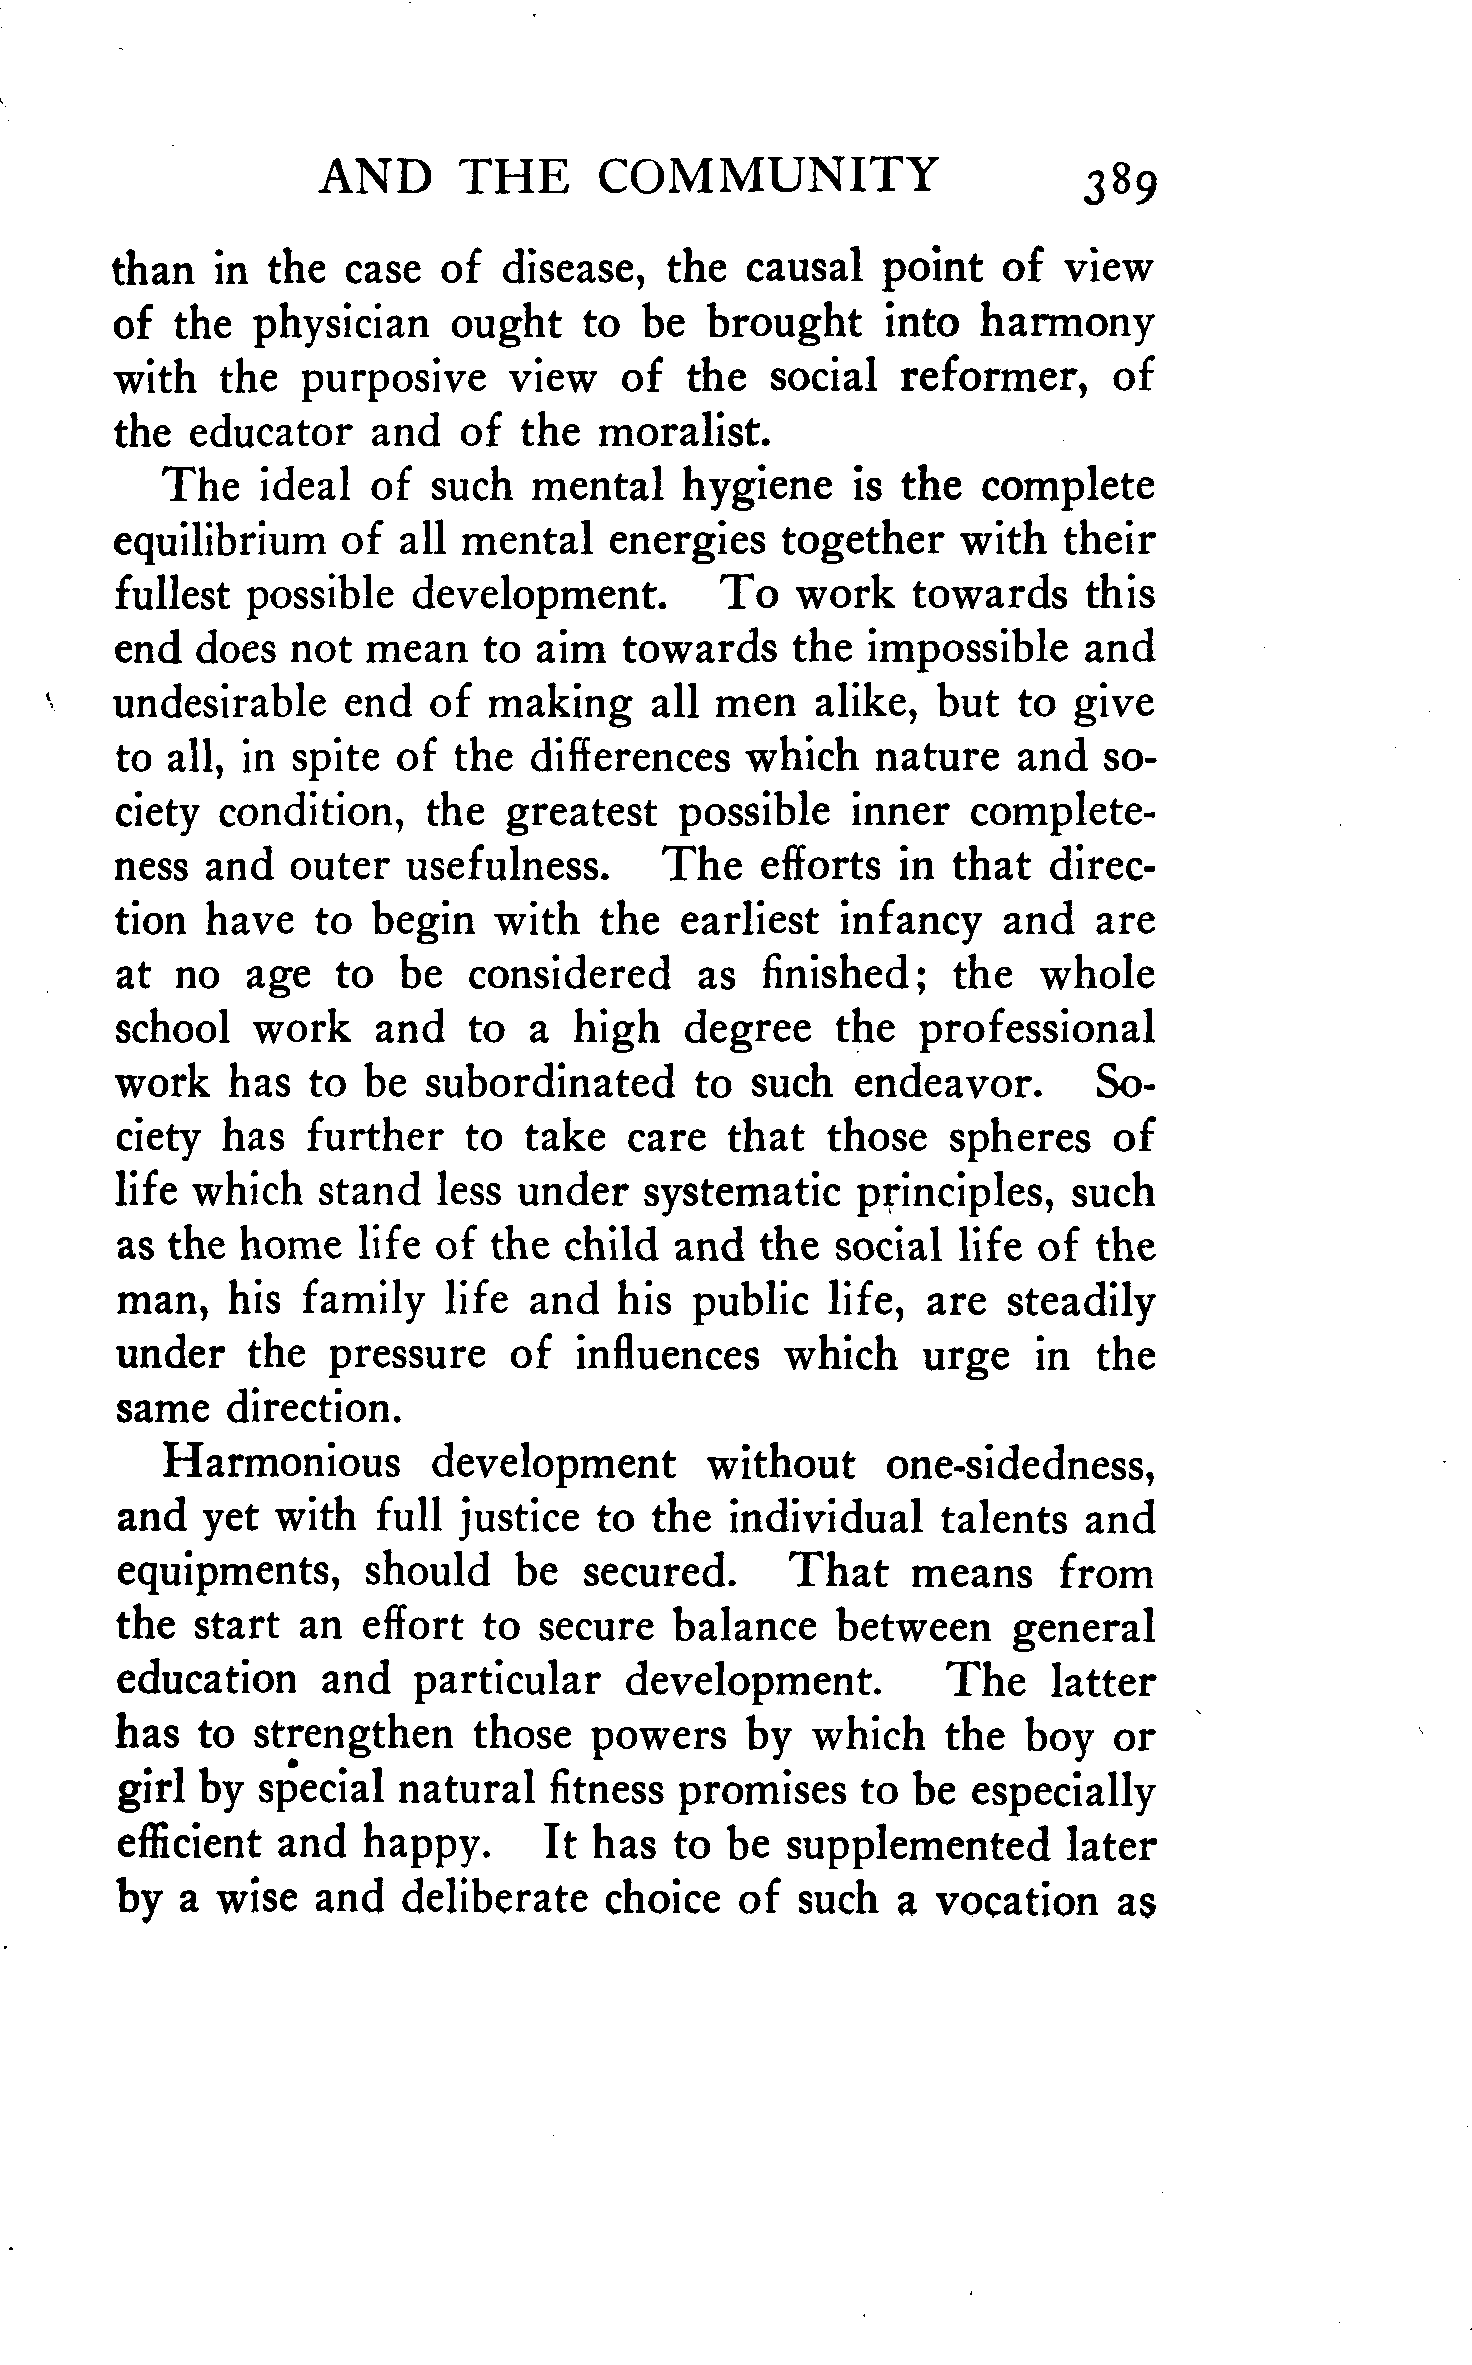 AND THE COMMUNITY 389
than in the case of disease, the causal point of view
of the physician ought to be brought into harmony
with the purposive view of the social reformer, of
the educator and of the moralist.
The ideal of such mental hygiene is the complete
equilibrium of all mental energies together with their
fullest possible development. To work towards this
end does not mean to aim towards the impossible and
undesirable end of making all men alike, but to give
to all, in spite of the differences which nature and so-
ciety condition, the greatest possible inner complete-
ness and outer usefulness. The efforts in that direc-
tion have to begin with the earliest infancy and are
at no age to be considered as finished; the whole
school work and to a high degree the professional
work has to be subordinated to such endeavor. So-
ciety has further to take care that those spheres of
life which stand less under systematic principles, such
as the home life of the child and the social life of the
man, his family life and his public life, are steadily
under the pressure of influences which urge in the
same direction.
Harmonious development without one-sidedness,
and yet with full justice to the individual talents and
equipments, should be secured. That means from
the start an effort to secure balance between general
education and particular development. The latter
has to strengthen those powers by which the boy or
girl by special natural fitness promises to be especially
efficient and happy. It has to be supplemented later
by a wise and deliberate choice of such a vocation as